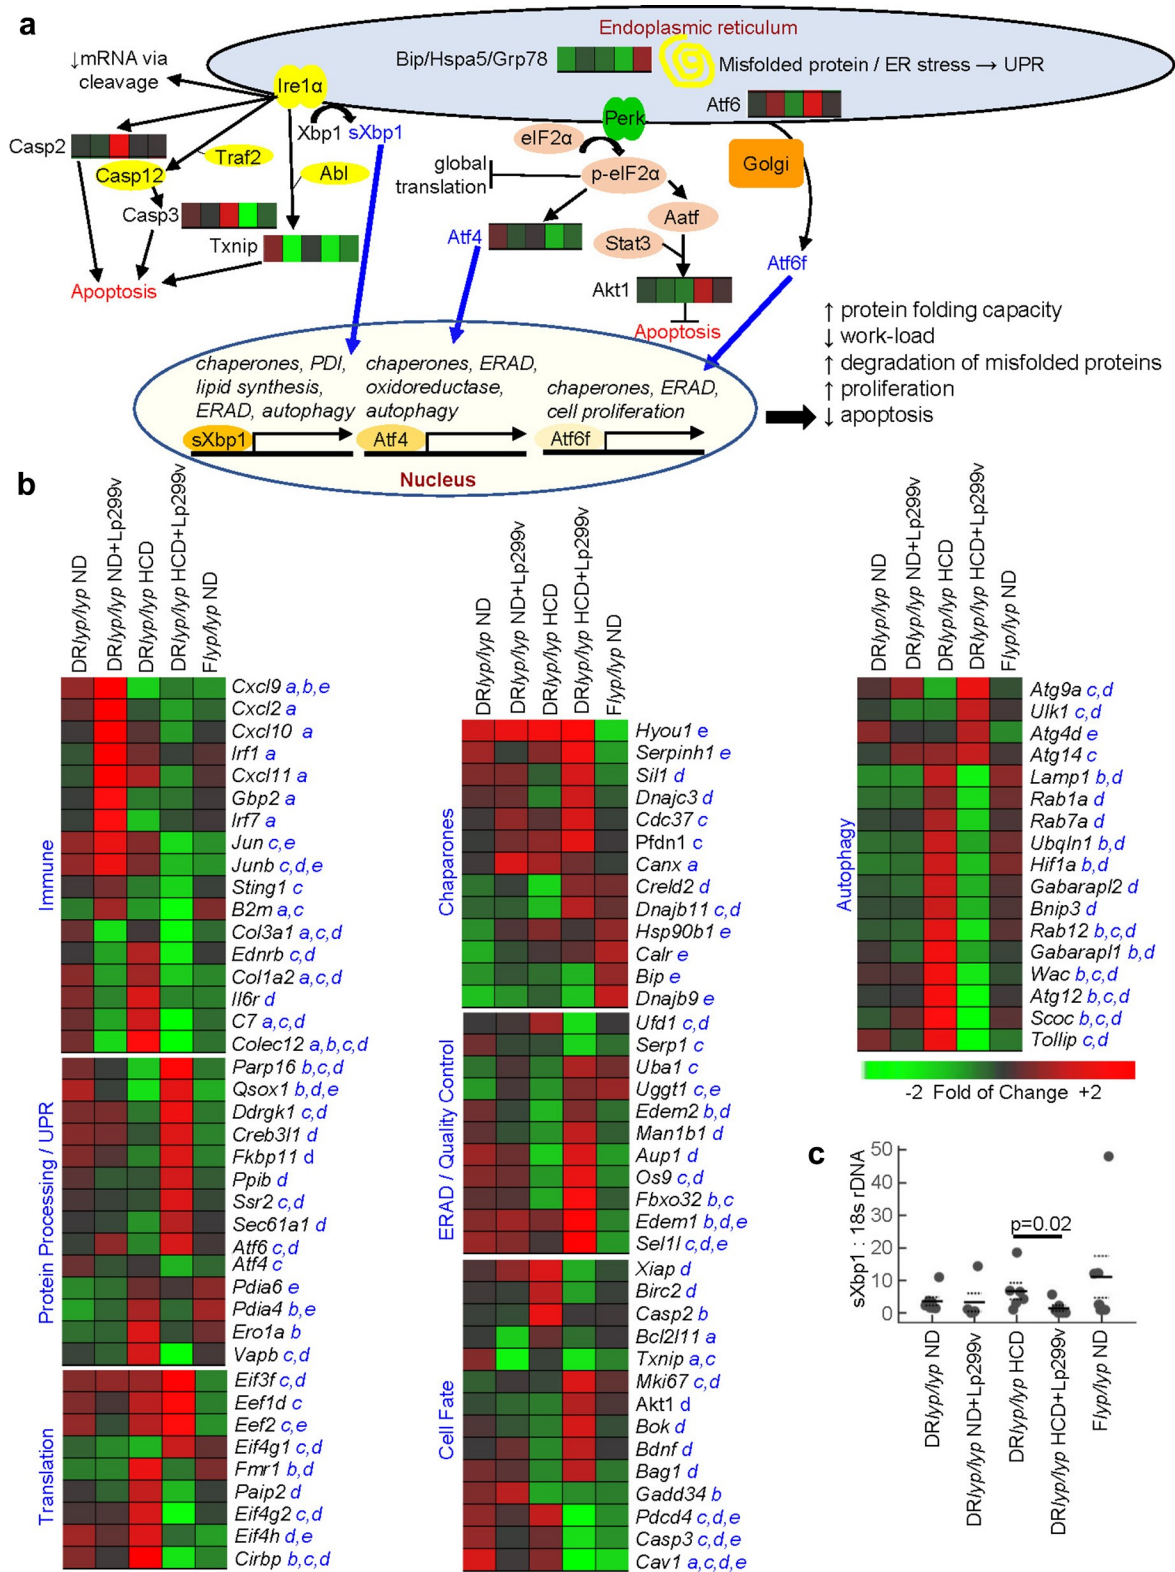 a
Endoplasmic reticulum
Bip/Hspa5/Grp78
Misfolded protein / ER stress → UPR
↓mRNA via
cleavage
Ire1α
Atf6
Perk
Xbp1 sXbp1
eIF2α
Casp2
Traf2
Golgi
Casp12
Abl
global
translation
p-eIF2α
Casp3
Aatf
Txnip
Atf4
Stat3
Atf6f
Akt1
Apoptosis
Apoptosis
↑ protein folding capacity
↓ work-load
↑ degradation of misfolded proteins
↑ proliferation
↓ apoptosis
chaperones, PDI,
lipid synthesis,
ERAD, autophagy
chaperones, ERAD,
oxidoreductase,
autophagy
chaperones, ERAD,
cell proliferation
sXbp1
Atf4
Atf6f
Nucleus
b
DRlyp/lyp ND
DRlyp/lyp ND+Lp299v
DRlyp/lyp HCD
DRlyp/lyp HCD+Lp299v
Flyp/lyp ND
Immune
Cxcl9 a,b,e
Cxcl2 a
Cxcl10 a
Irf1 a
Cxcl11 a
Gbp2 a
Irf7 a
Jun c,e
Junb c,d,e
Sting1 c
B2m a,c
Col3a1 a,c,d
Ednrb c,d
Col1a2 a,c,d
Il6r d
C7 a,c,d
Colec12 a,b,c,d
Protein Processing / UPR
Parp16 b,c,d
Qsox1 b,d,e
Ddrgk1 c,d
Creb3l1 d
Fkbp11 d
Ppib d
Ssr2 c,d
Sec61a1 d
Atf6 c,d
Atf4 c
Pdia6 e
Pdia4 b,e
Ero1a b
Vapb c,d
Translation
Eif3f c,d
Eef1d c
Eef2 c,e
Eif4g1 c,d
Fmr1 b,d
Paip2 d
Eif4g2 c,d
Eif4h d,e
Cirbp b,c,d
DRlyp/lyp ND
DRlyp/lyp ND+Lp299v
DRlyp/lyp HCD
DRlyp/lyp HCD+Lp299v
Flyp/lyp ND
Chaparones
Hyou1 e
Serpinh1 e
Sil1 d
Dnajc3 d
Cdc37 c
Pfdn1 c
Canx a
Creld2 d
Dnajb11 c,d
Hsp90b1 e
Calr e
Bip e
Dnajb9 e
ERAD / Quality Control
Ufd1 c,d
Serp1 c
Uba1 c
Uggt1 c,e
Edem2 b,d
Man1b1 d
Aup1 d
Os9 c,d
Fbxo32 b,c
Edem1 b,d,e
Sel1l c,d,e
Cell Fate
Xiap d
Birc2 d
Casp2 b
Bcl2l11 a
Txnip a,c
Mki67 c,d
Akt1 d
Bok d
Bdnf d
Bag1 d
Gadd34 b
Pdcd4 c,d,e
Casp3 c,d,e
Cav1 a,c,d,e
DRlyp/lyp ND
DRlyp/lyp ND+Lp299v
DRlyp/lyp HCD
DRlyp/lyp HCD+Lp299v
Flyp/lyp ND
Autophagy
Atg9a c,d
Ulk1 c,d
Atg4d e
Atg14 c
Lamp1 b,d
Rab1a d
Rab7a d
Ubqln1 b,d
Hif1a b,d
Gabarapl2 d
Bnip3 d
Rab12 b,c,d
Gabarapl1 b,d
Wac b,c,d
Atg12 b,c,d
Scoc b,c,d
Tollip c,d
-2 Fold of Change +2
c
sXbp1 : 18s rDNA
50
40
30
20
10
0
p=0.02
DRlyp/lyp ND
DRlyp/lyp ND+Lp299v
DRlyp/lyp HCD
DRlyp/lyp HCD+Lp299v
Flyp/lyp ND